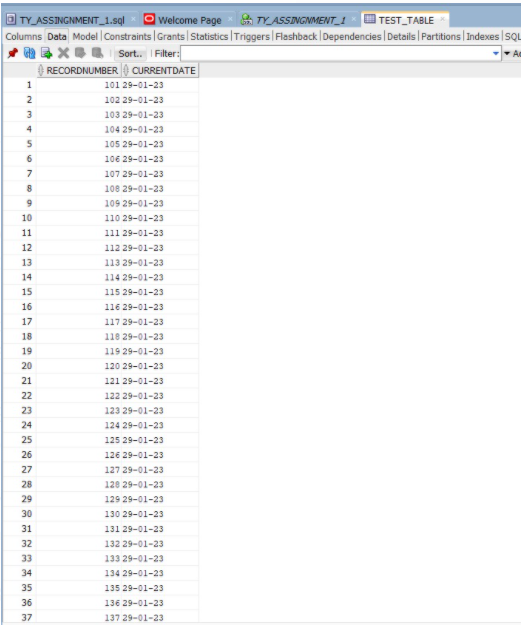 TY_ASSINGNMENT_1.sql Welcome Page TY_ASSINGNMENT_1 TEST_TABLE
Columns Data Model Constraints Grants Statistics Triggers Flashback Dependencies Details Partitions Indexes SQL
Sort.. Filter: Ac
RECORDNUMBER CURRENTDATE
1 101 29-01-23
2 102 29-01-23
3 103 29-01-23
4 104 29-01-23
5 105 29-01-23
6 106 29-01-23
7 107 29-01-23
8 108 29-01-23
9 109 29-01-23
10 110 29-01-23
11 111 29-01-23
12 112 29-01-23
13 113 29-01-23
14 114 29-01-23
15 115 29-01-23
16 116 29-01-23
17 117 29-01-23
18 118 29-01-23
19 119 29-01-23
20 120 29-01-23
21 121 29-01-23
22 122 29-01-23
23 123 29-01-23
24 124 29-01-23
25 125 29-01-23
26 126 29-01-23
27 127 29-01-23
28 128 29-01-23
29 129 29-01-23
30 130 29-01-23
31 131 29-01-23
32 132 29-01-23
33 133 29-01-23
34 134 29-01-23
35 135 29-01-23
36 136 29-01-23
37 137 29-01-23